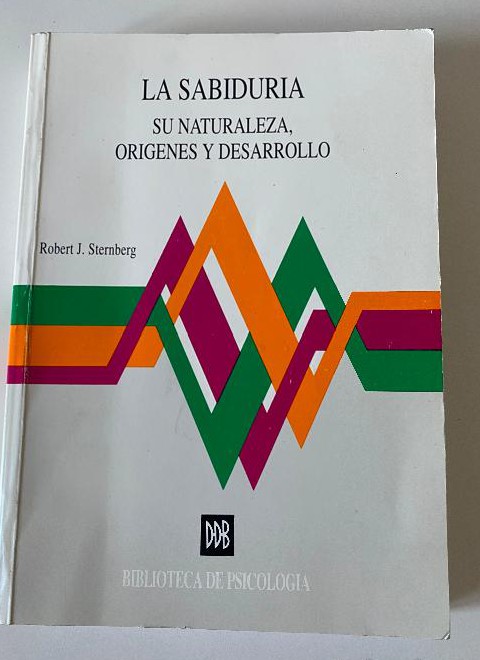 LA SABIDURIA
SU NATURALEZA,
ORIGENES Y DESARROLLO
Robert J. Sternberg
DDB
BIBLIOTECA DE PSICOLOGIA